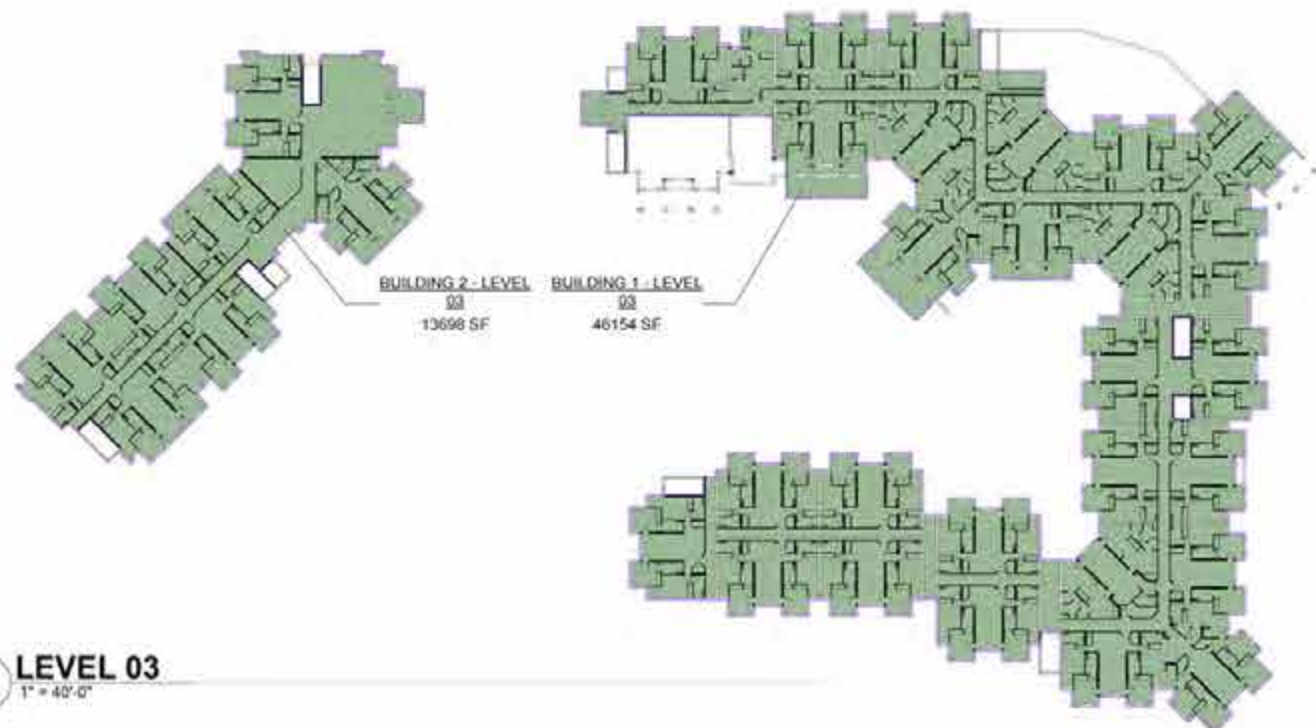 BUILDING 2 - LEVEL
03
13698 SF
BUILDING 1 - LEVEL
03
46154 SF
LEVEL 03
1" = 40'-0"